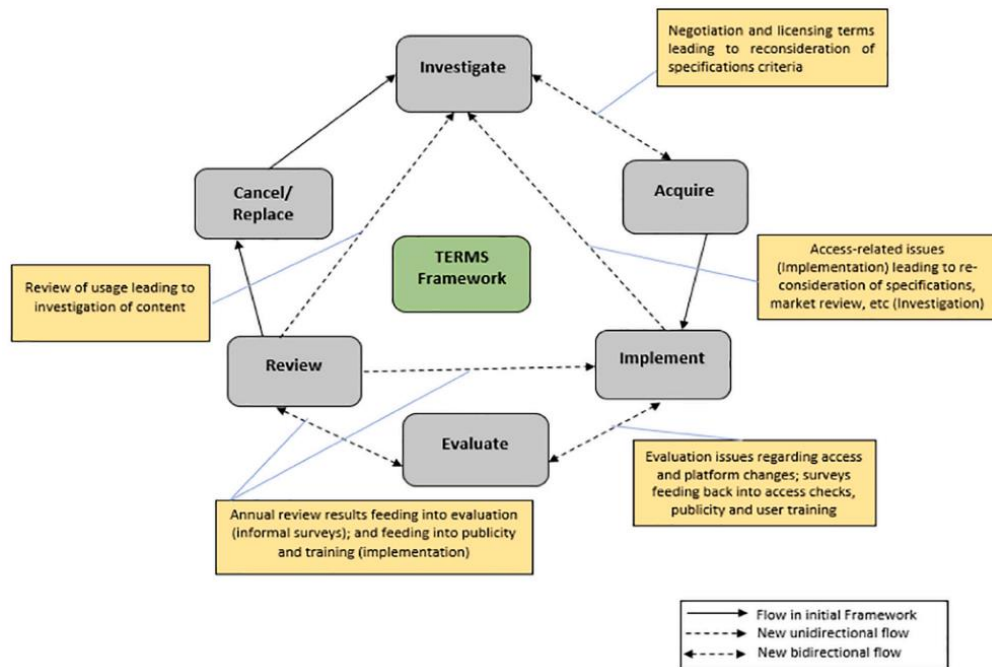 Negotiation and licensing terms
leading to reconsideration of
specifications criteria
Investigate
Cancel/
Replace
Acquire
TERMS
Framework
Review of usage leading to
investigation of content
Access-related issues
(Implementation) leading to re-
consideration of specifications,
market review, etc (Investigation)
Review
Implement
Evaluate
Evaluation issues regarding access
and platform changes; surveys
feeding back into access checks,
publicity and user training
Annual review results feeding into evaluation
(informal surveys); and feeding into publicity
and training (implementation)
Flow in initial Framework
New unidirectional flow
New bidirectional flow